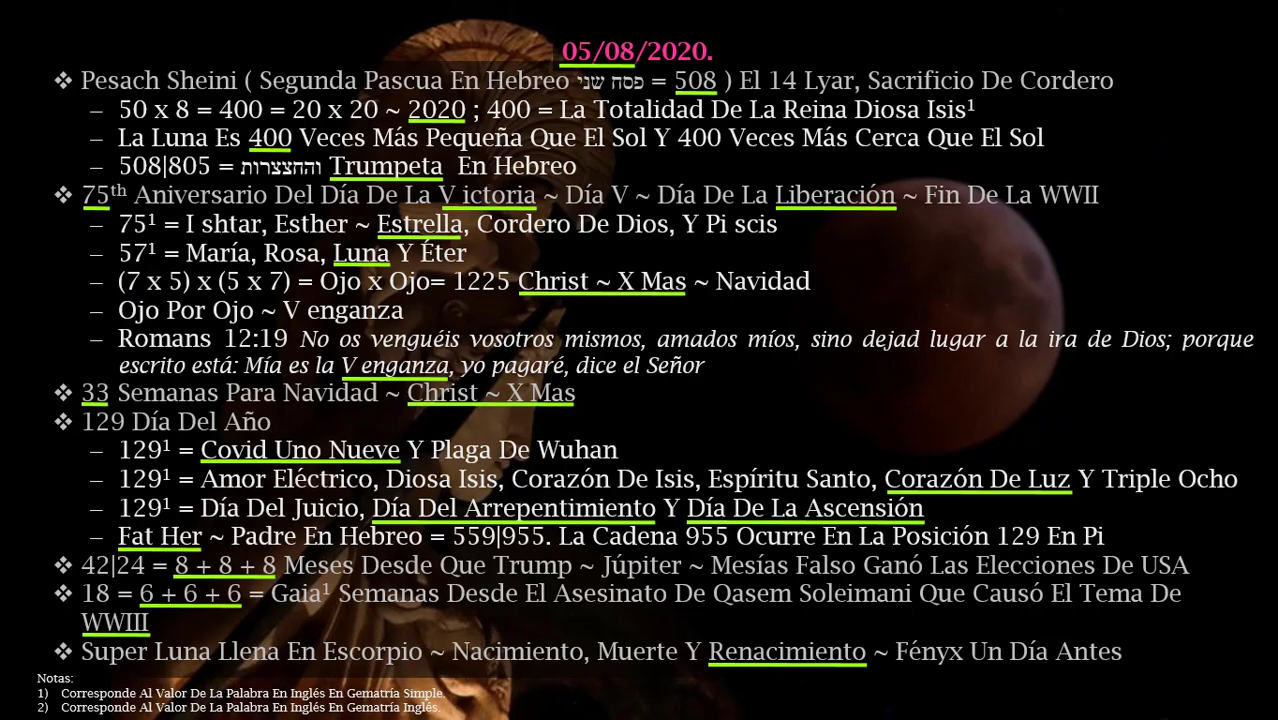 05/08/2020.
❖ Pesach Sheini ( Segunda Pascua En Hebreo פסח שני = 508 ) El 14 Lyar, Sacrificio De Cordero
– 50 x 8 = 400 = 20 x 20 ~ 2020 ; 400 = La Totalidad De La Reina Diosa Isis¹
– La Luna Es 400 Veces Más Pequeña Que El Sol Y 400 Veces Más Cerca Que El Sol
– 508|805 = והחצצרות Trumpeta En Hebreo
❖ 75th Aniversario Del Día De La V ictoria ~ Día V ~ Día De La Liberación ~ Fin De La WWII
– 75¹ = I shtar, Esther ~ Estrella, Cordero De Dios, Y Pi scis
– 57¹ = María, Rosa, Luna Y Éter
– (7 x 5) x (5 x 7) = Ojo x Ojo= 1225 Christ ~ X Mas ~ Navidad
– Ojo Por Ojo ~ V enganza
– Romans 12:19 No os venguéis vosotros mismos, amados míos, sino dejad lugar a la ira de Dios; porque
escrito está: Mía es la V enganza, yo pagaré, dice el Señor
❖ 33 Semanas Para Navidad ~ Christ ~ X Mas
❖ 129 Día Del Año
– 129¹ = Covid Uno Nueve Y Plaga De Wuhan
– 129¹ = Amor Eléctrico, Diosa Isis, Corazón De Isis, Espíritu Santo, Corazón De Luz Y Triple Ocho
– 129¹ = Día Del Juicio, Día Del Arrepentimiento Y Día De La Ascensión
– Fat Her ~ Padre En Hebreo = 559|955. La Cadena 955 Ocurre En La Posición 129 En Pi
❖ 42|24 = 8 + 8 + 8 Meses Desde Que Trump ~ Júpiter ~ Mesías Falso Ganó Las Elecciones De USA
❖ 18 = 6 + 6 + 6 = Gaia¹ Semanas Desde El Asesinato De Qasem Soleimani Que Causó El Tema De
WWIII
❖ Super Luna Llena En Escorpio ~ Nacimiento, Muerte Y Renacimiento ~ Fényx Un Día Antes
Notas:
1) Corresponde Al Valor De La Palabra En Inglés En Gematría Simple.
2) Corresponde Al Valor De La Palabra En Inglés En Gematría Inglés.